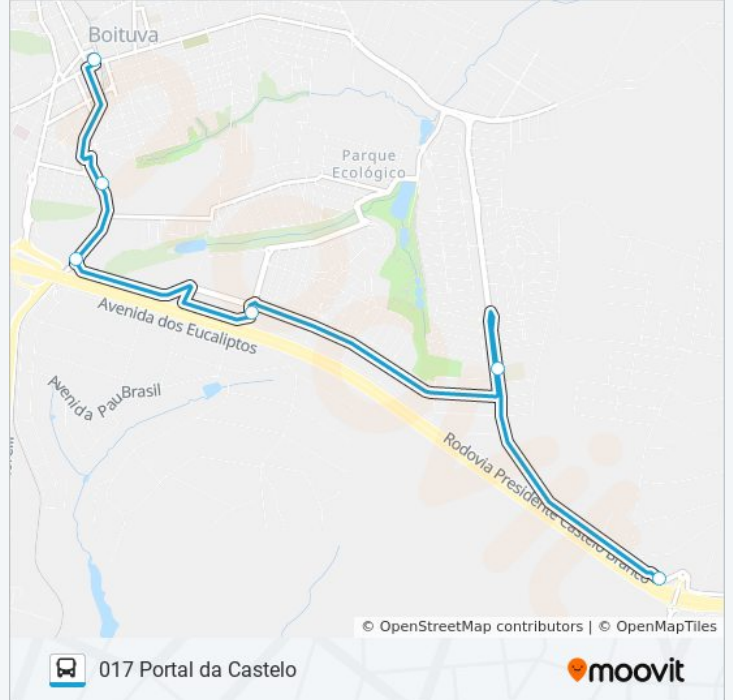 Boituva
Parque
Ecológico
Avenida dos Eucaliptos
Avenida Pau
Brasil
Rodovia Presidente Castelo Branco
© OpenStreetMap contributors | © OpenMapTiles
017 Portal da Castelo
moovit